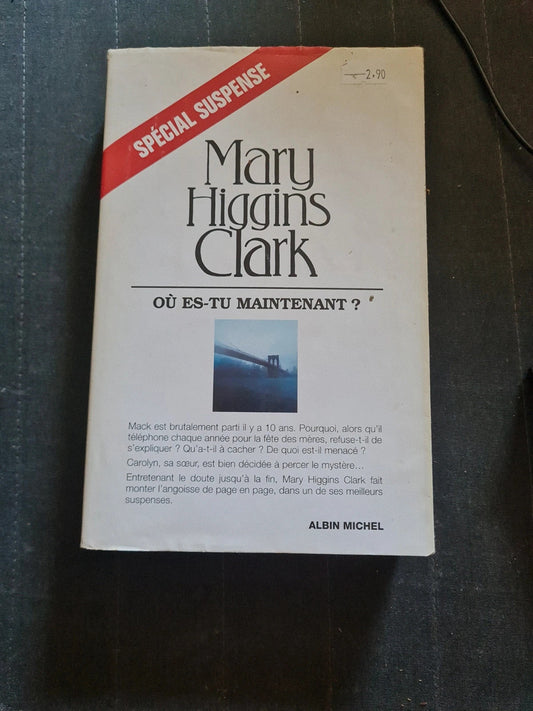 SPÉCIAL SUSPENSE
2,90
Mary
Higgins
Clark
OÙ ES-TU MAINTENANT ?
Mack est brutalement parti il y a 10 ans. Pourquoi, alors qu'il
téléphone chaque année pour la fête des mères, refuse-t-il de
s'expliquer ? Qu'a-t-il à cacher ? De quoi est-il menacé ?
Carolyn, sa sœur, est bien décidée à percer le mystère...
Entretenant le doute jusqu'à la fin, Mary Higgins Clark fait
monter l'angoisse de page en page, dans un de ses meilleurs
suspenses.
ALBIN MICHEL